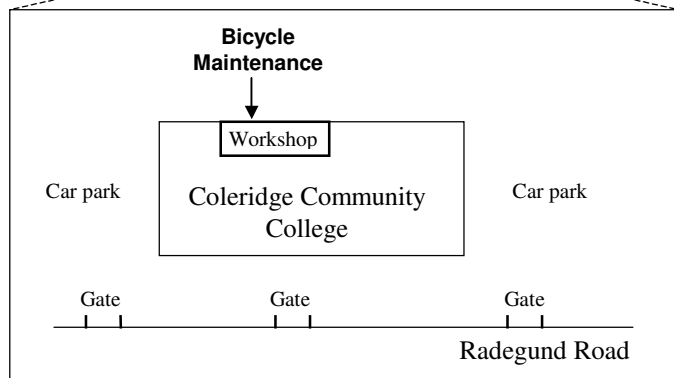 Bicycle
Maintenance
Workshop
Car park
Coleridge Community
College
Car park
Gate
Gate
Gate
Radegund Road